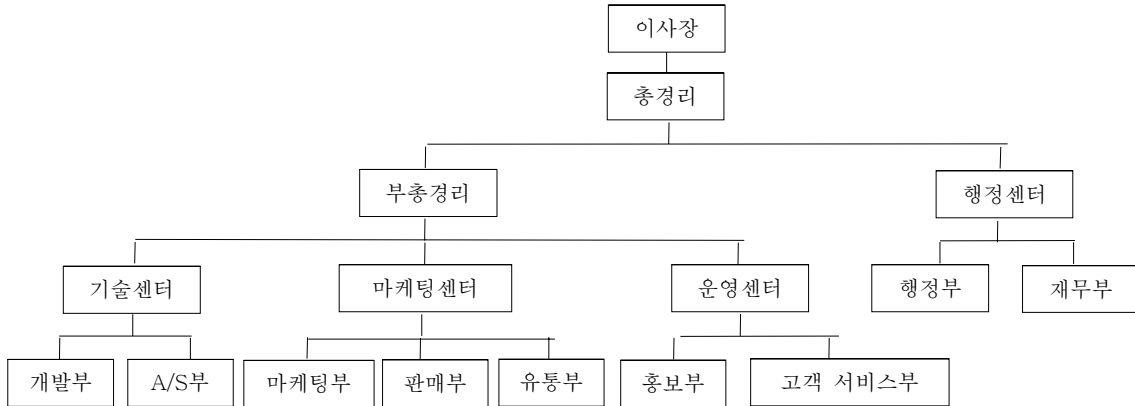 이사장
총경리
부총경리
행정센터
기술센터
마케팅센터
운영센터
행정부
재무부
개발부
A/S부
마케팅부
판매부
유통부
홍보부
고객 서비스부